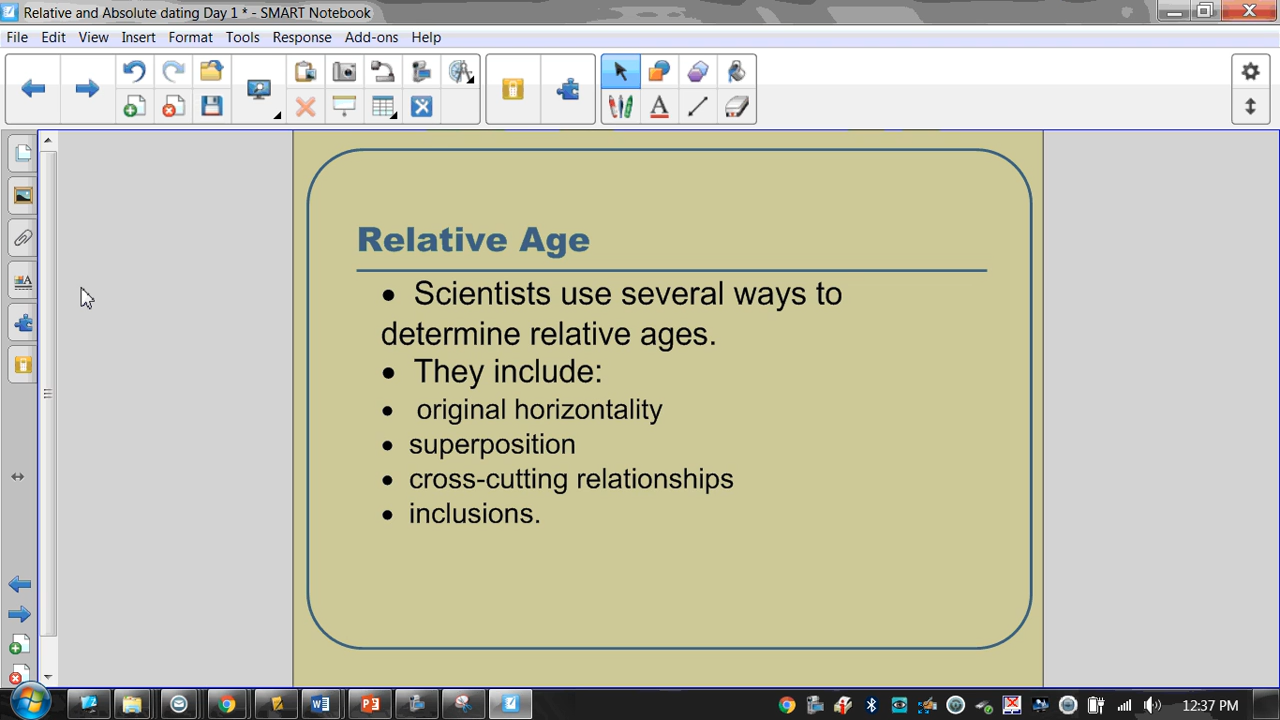 Relative and Absolute dating Day 1 * - SMART Notebook
File Edit View Insert Format Tools Response Add-ons Help
Relative Age
• Scientists use several ways to
determine relative ages.
• They include:
• original horizontality
• superposition
• cross-cutting relationships
• inclusions.
12:37 PM